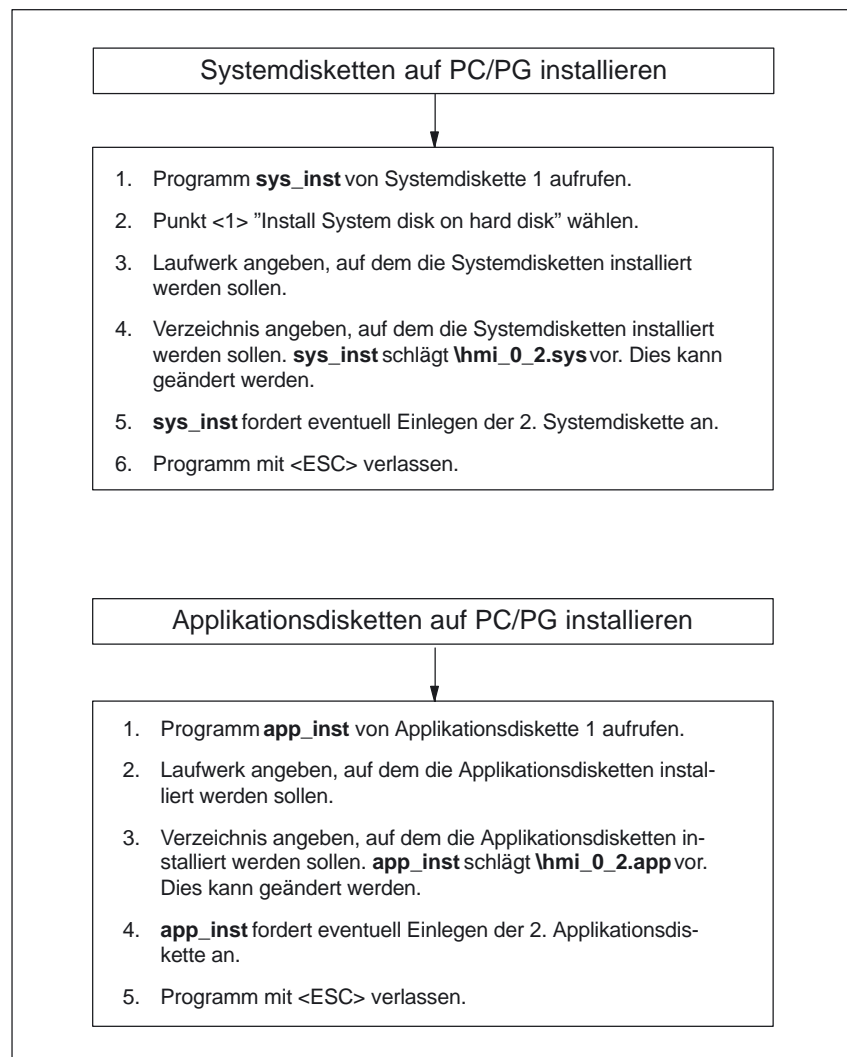 Systemdisketten auf PC/PG installieren
1. Programm sys_inst von Systemdiskette 1 aufrufen.
2. Punkt <1> ”Install System disk on hard disk” wählen.
3. Laufwerk angeben, auf dem die Systemdisketten installiert
werden sollen.
4. Verzeichnis angeben, auf dem die Systemdisketten installiert
werden sollen. sys_inst schlägt \hmi_0_2.sys vor. Dies kann
geändert werden.
5. sys_inst fordert eventuell Einlegen der 2. Systemdiskette an.
6. Programm mit <ESC> verlassen.
Applikationsdisketten auf PC/PG installieren
1. Programm app_inst von Applikationsdiskette 1 aufrufen.
2. Laufwerk angeben, auf dem die Applikationsdisketten instal-
liert werden sollen.
3. Verzeichnis angeben, auf dem die Applikationsdisketten in-
stalliert werden sollen. app_inst schlägt \hmi_0_2.app vor.
Dies kann geändert werden.
4. app_inst fordert eventuell Einlegen der 2. Applikationsdis-
kette an.
5. Programm mit <ESC> verlassen.